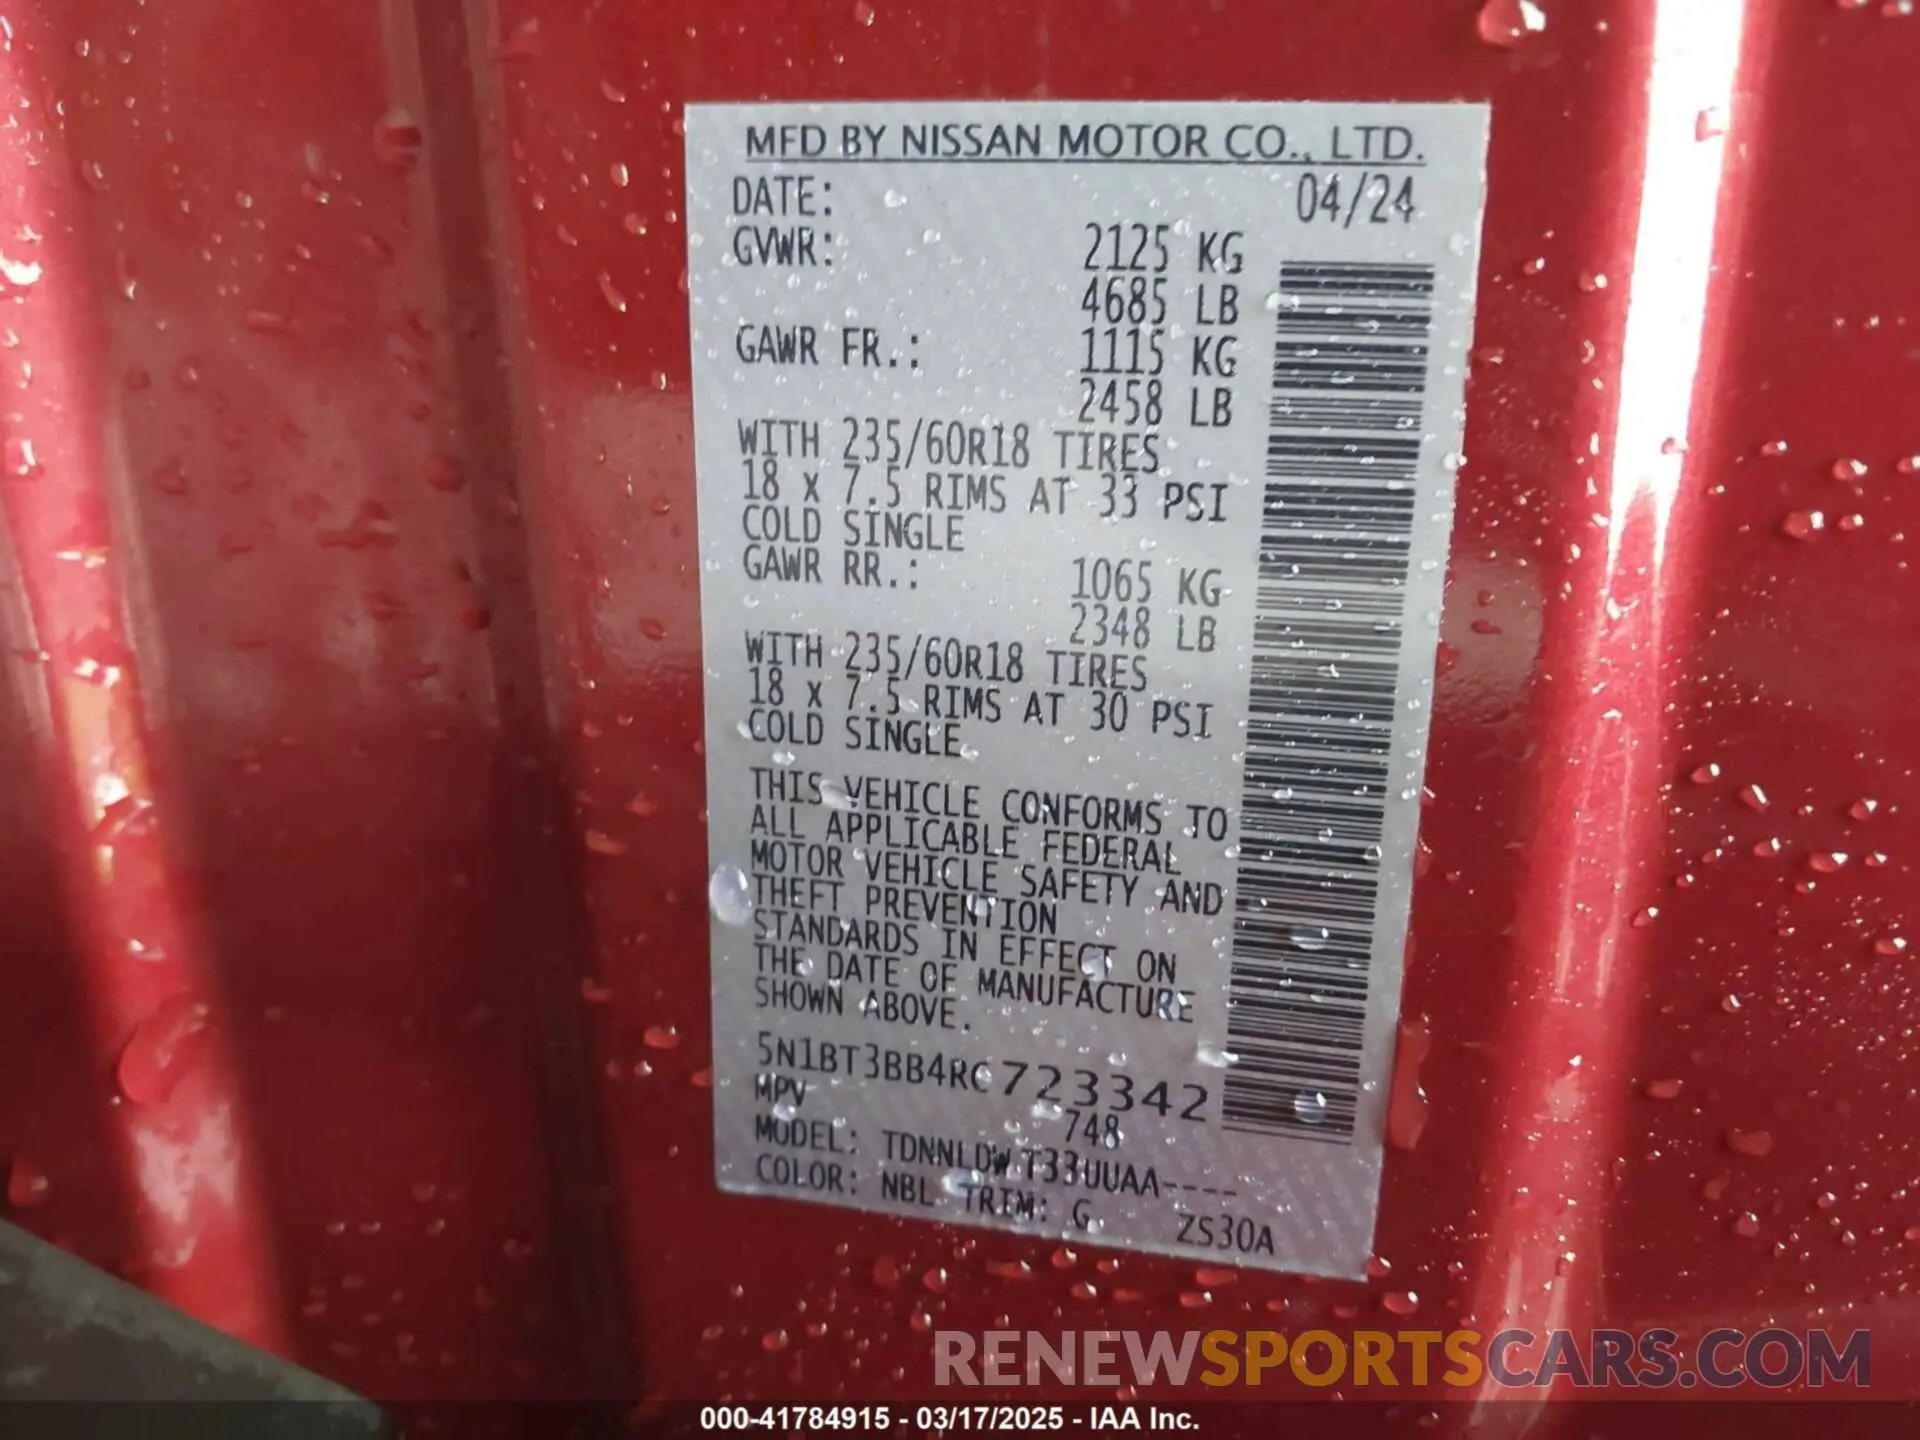 MFD BY NISSAN MOTOR CO., LTD.
DATE: 04/24
GVWR: 2125 KG
4685 LB
GAWR FR.: 1115 KG
2458 LB
WITH 235/60R18 TIRES
18 x 7.5 RIMS AT 33 PSI
COLD SINGLE
GAWR RR.: 1065 KG
2348 LB
WITH 235/60R18 TIRES
18 x 7.5 RIMS AT 30 PSI
COLD SINGLE
THIS VEHICLE CONFORMS TO
ALL APPLICABLE FEDERAL
MOTOR VEHICLE SAFETY AND
THEFT PREVENTION
STANDARDS IN EFFECT ON
THE DATE OF MANUFACTURE
SHOWN ABOVE.
5N1BT3BB4RC723342
MPV 748
MODEL: TDNNLDWT33UUAA----
COLOR: NBL TRIM: G ZS30A
RENEWSPORTSCARS.COM
000-41784915 - 03/17/2025 - IAA Inc.